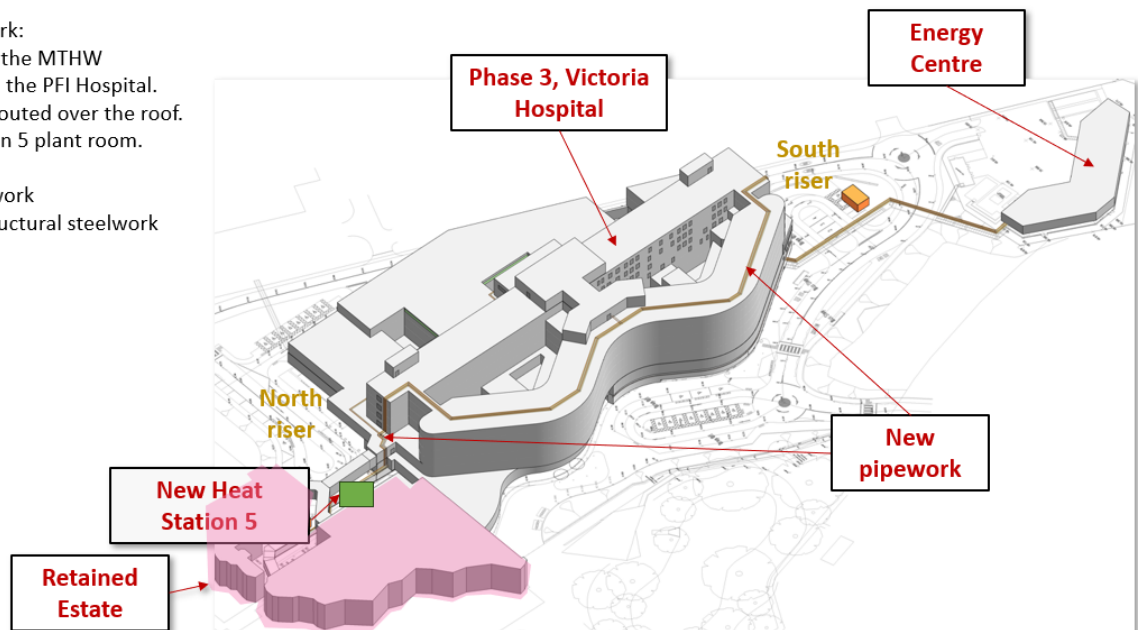 rk:
the MTHW
the PFI Hospital.
outed over the roof.
n 5 plant room.
work
uctural steelwork
Energy
Centre
Phase 3, Victoria
Hospital
South
riser
North
riser
New
pipework
New Heat
Station 5
Retained
Estate